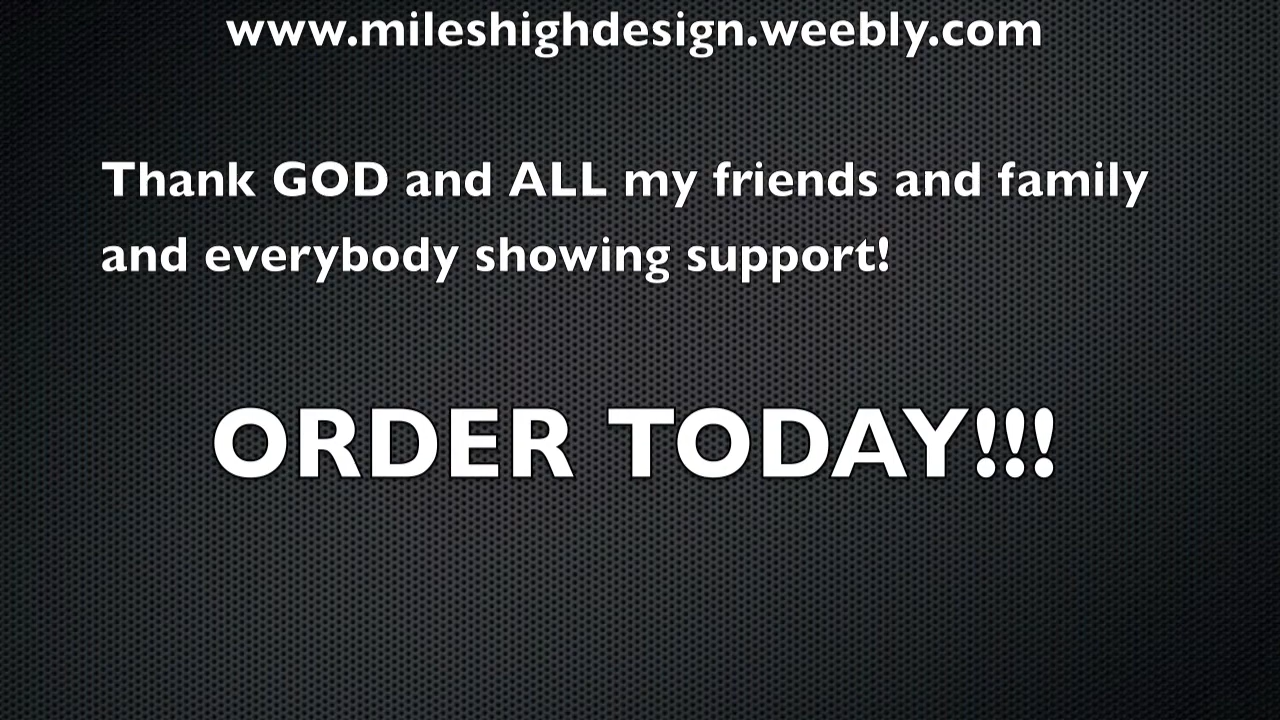 www.mileshighdesign.weebly.com
Thank GOD and ALL my friends and family
and everybody showing support!
ORDER TODAY!!!